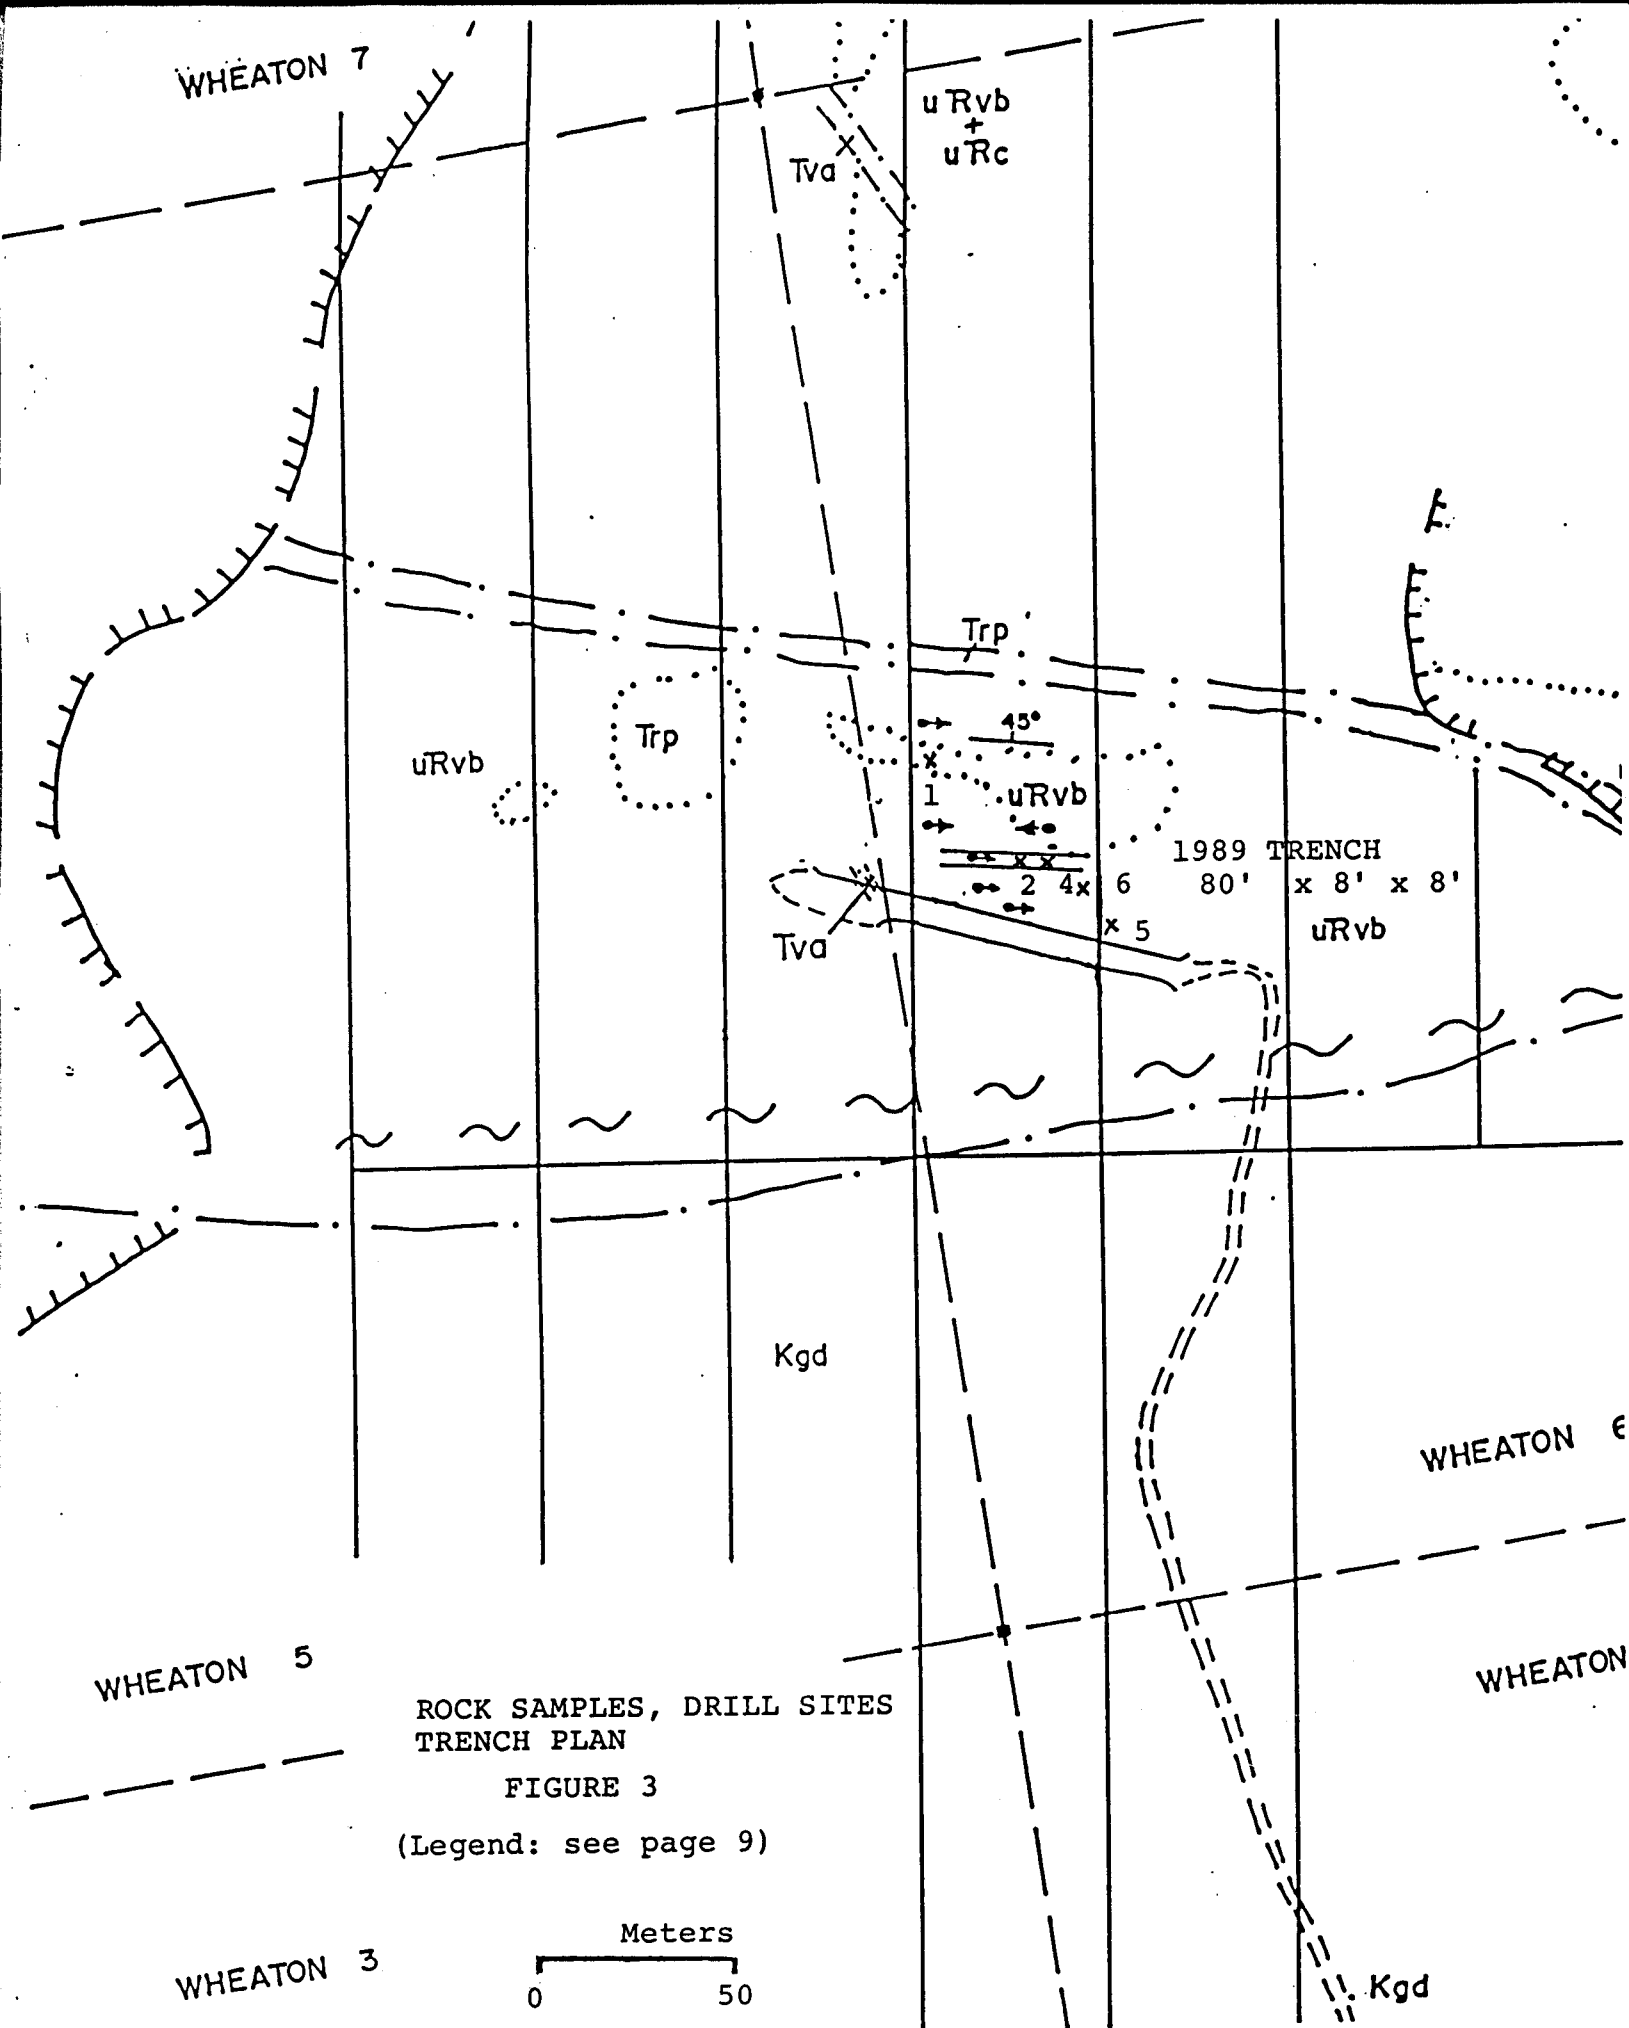 WHEATON 7
uRvb
+
uRc
Tva
Trp
45°
Trp
uRvb
1
uRvb
1989 TRENCH
80' x 8' x 8'
2 4 6
5
uRvb
Tva
Kgd
WHEATON 6
WHEATON 5
WHEATON
ROCK SAMPLES, DRILL SITES
TRENCH PLAN
FIGURE 3
(Legend: see page 9)
Meters
0 50
WHEATON 3
Kgd